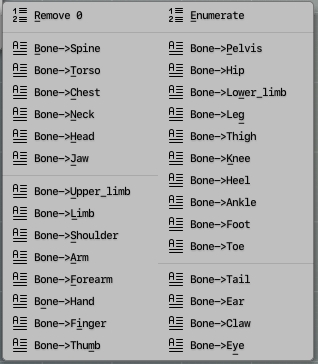 Remove 0
Bone->Spine
Bone->Torso
Bone->Chest
Bone->Neck
Bone->Head
Bone->Jaw
Bone->Upper_limb
Bone->Limb
Bone->Shoulder
Bone->Arm
Bone->Forearm
Bone->Hand
Bone->Finger
Bone->Thumb
Enumerate
Bone->Pelvis
Bone->Hip
Bone->Lower_limb
Bone->Leg
Bone->Thigh
Bone->Knee
Bone->Heel
Bone->Ankle
Bone->Foot
Bone->Toe
Bone->Tail
Bone->Ear
Bone->Claw
Bone->Eye